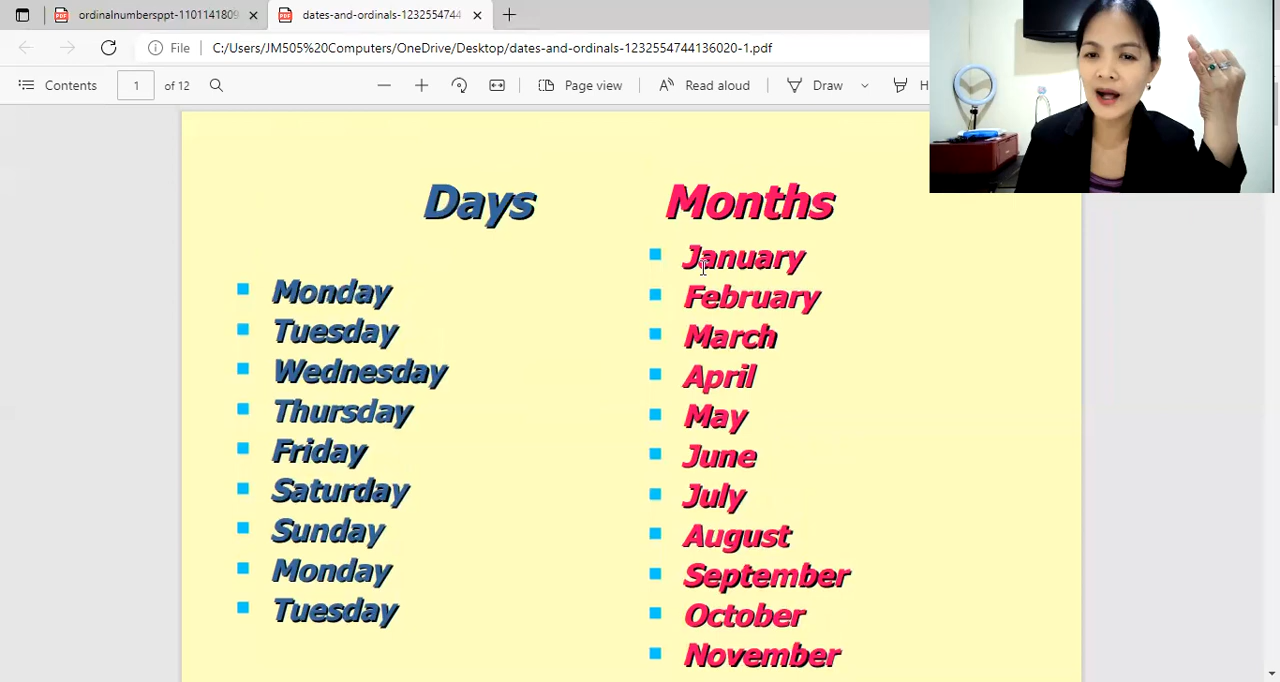 ordinalnumbersppt-1101141809
dates-and-ordinals-1232554744
File
C:/Users/JM505%20Computers/OneDrive/Desktop/dates-and-ordinals-1232554744136020-1.pdf
Contents
1
of 12
Page view
Read aloud
Draw
H
Days
Monday
Tuesday
Wednesday
Thursday
Friday
Saturday
Sunday
Monday
Tuesday
Months
January
February
March
April
May
June
July
August
September
October
November